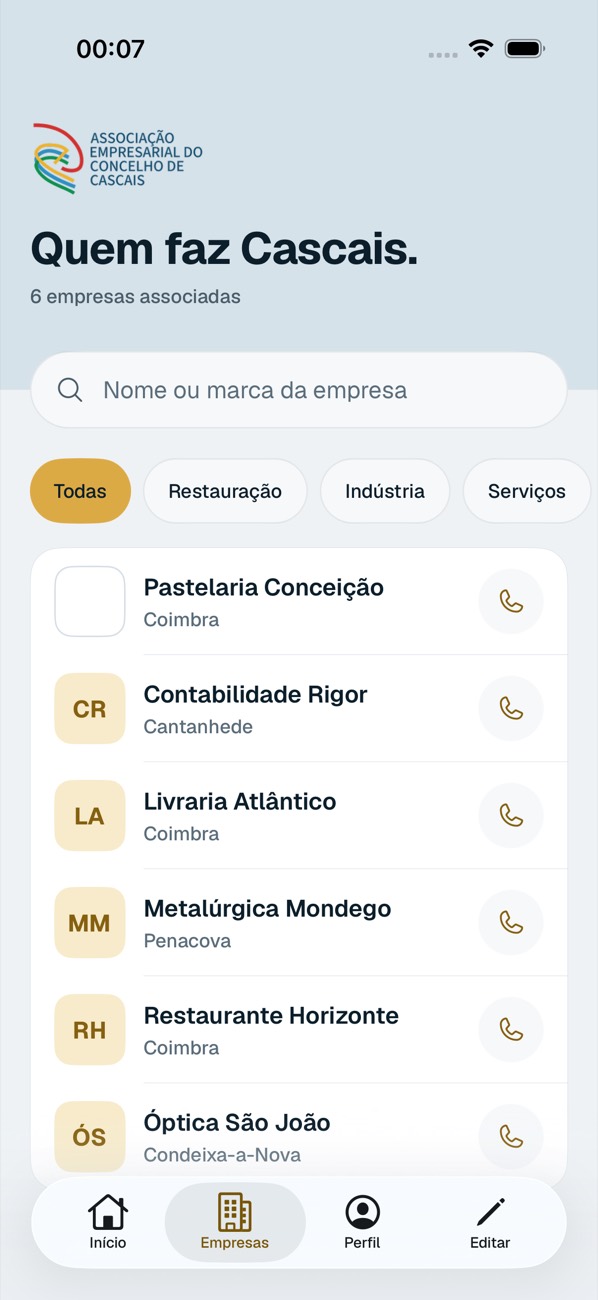 00:07
ASSOCIAÇÃO
EMPRESARIAL DO
CONCELHO DE
CASCAIS
Quem faz Cascais.
6 empresas associadas
Nome ou marca da empresa
Todas
Restauração
Indústria
Serviços
Pastelaria Conceição
Coimbra
CR
Contabilidade Rigor
Cantanhede
LA
Livraria Atlântico
Coimbra
MM
Metalúrgica Mondego
Penacova
RH
Restaurante Horizonte
Coimbra
ÓS
Óptica São João
Condeixa-a-Nova
Início
Empresas
Perfil
Editar